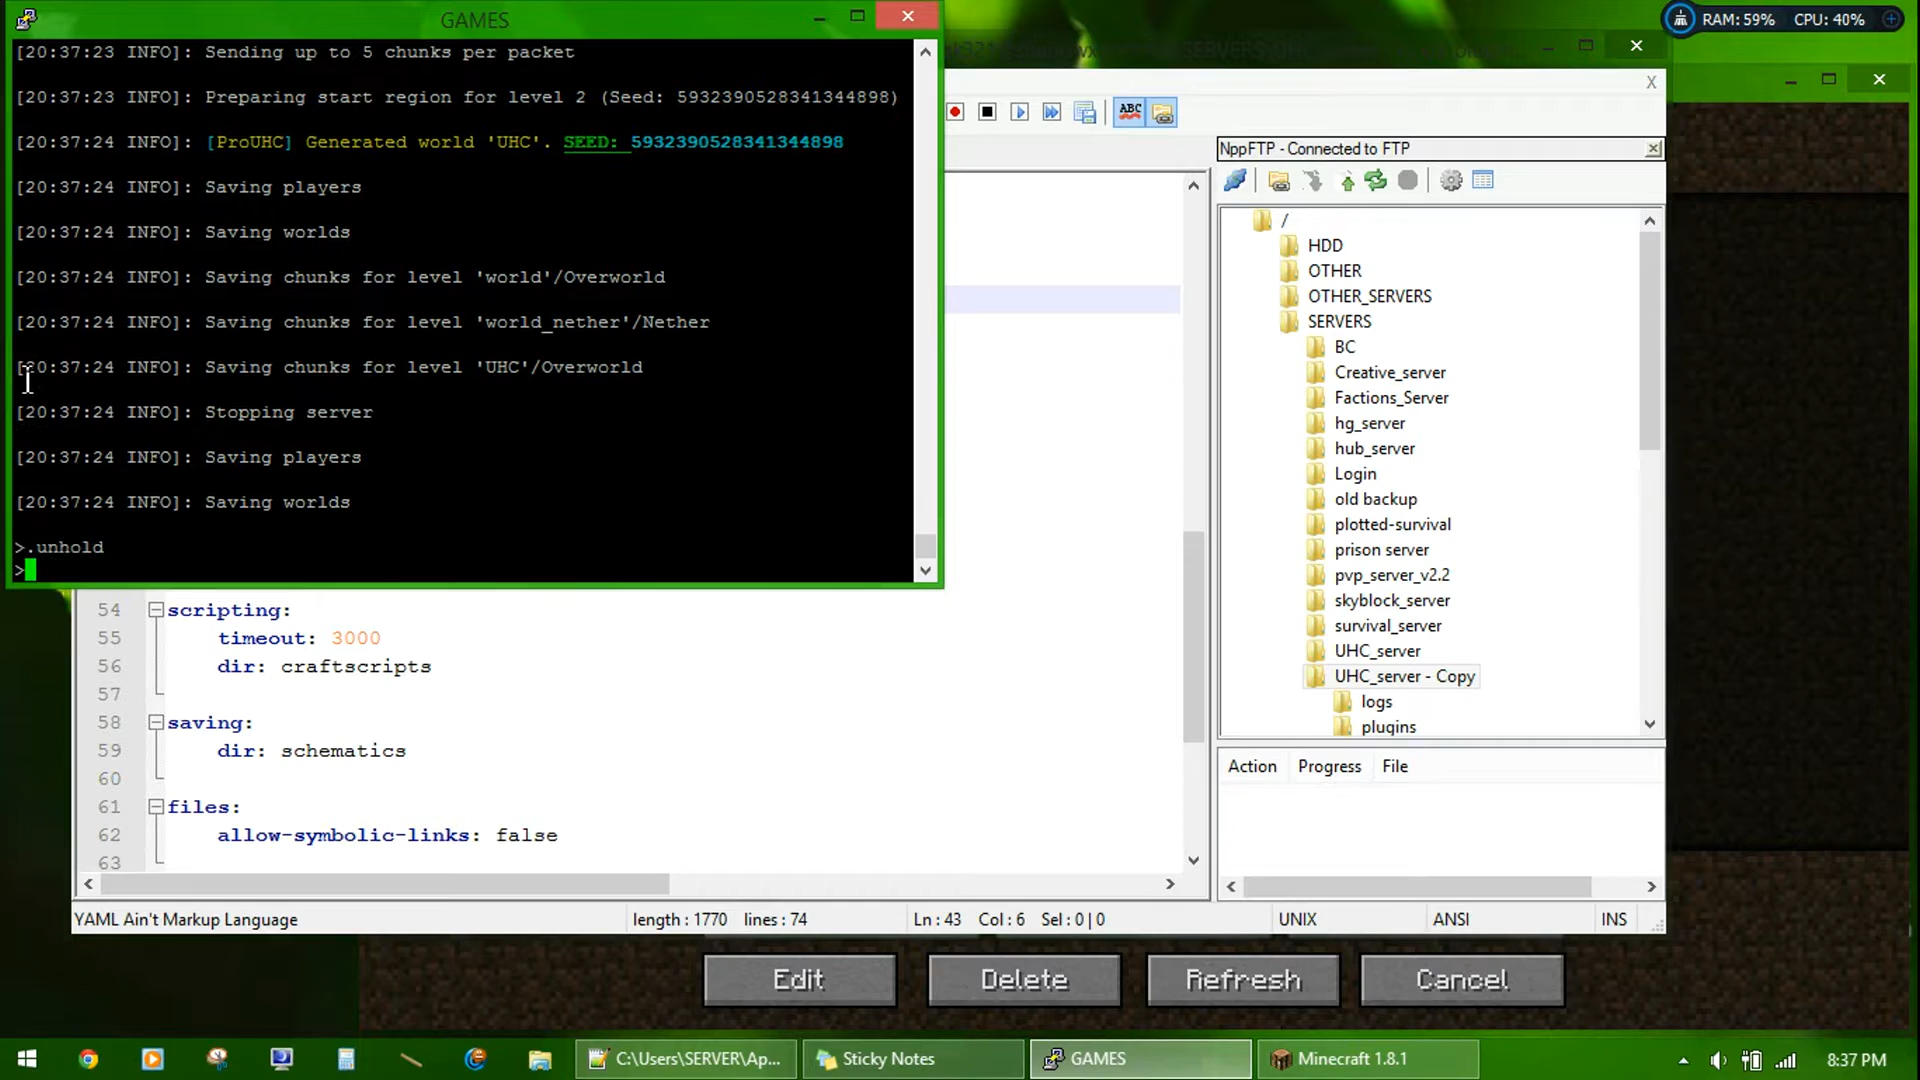 GAMES
[20:37:23 INFO]: Sending up to 5 chunks per packet
[20:37:23 INFO]: Preparing start region for level 2 (Seed: 5932390528341344898)
[20:37:24 INFO]: [ProUHC] Generated world 'UHC'. SEED: 5932390528341344898
[20:37:24 INFO]: Saving players
[20:37:24 INFO]: Saving worlds
[20:37:24 INFO]: Saving chunks for level 'world'/Overworld
[20:37:24 INFO]: Saving chunks for level 'world_nether'/Nether
[20:37:24 INFO]: Saving chunks for level 'UHC'/Overworld
[20:37:24 INFO]: Stopping server
[20:37:24 INFO]: Saving players
[20:37:24 INFO]: Saving worlds
>.unhold
>
RAM: 59% CPU: 40%
X
ABC
NppFTP - Connected to FTP
/
HDD
OTHER
OTHER_SERVERS
SERVERS
BC
Creative_server
Factions_Server
hg_server
hub_server
Login
old backup
plotted-survival
prison server
pvp_server_v2.2
skyblock_server
survival_server
UHC_server
UHC_server - Copy
logs
plugins
Action Progress File
54 scripting:
55 timeout: 3000
56 dir: craftscripts
57
58 saving:
59 dir: schematics
60
61 files:
62 allow-symbolic-links: false
63
YAML Ain't Markup Language length : 1770 lines : 74 Ln : 43 Col : 6 Sel : 0 | 0 UNIX ANSI INS
Edit Delete Refresh Cancel
C:\Users\SERVER\Ap... Sticky Notes GAMES Minecraft 1.8.1 8:37 PM